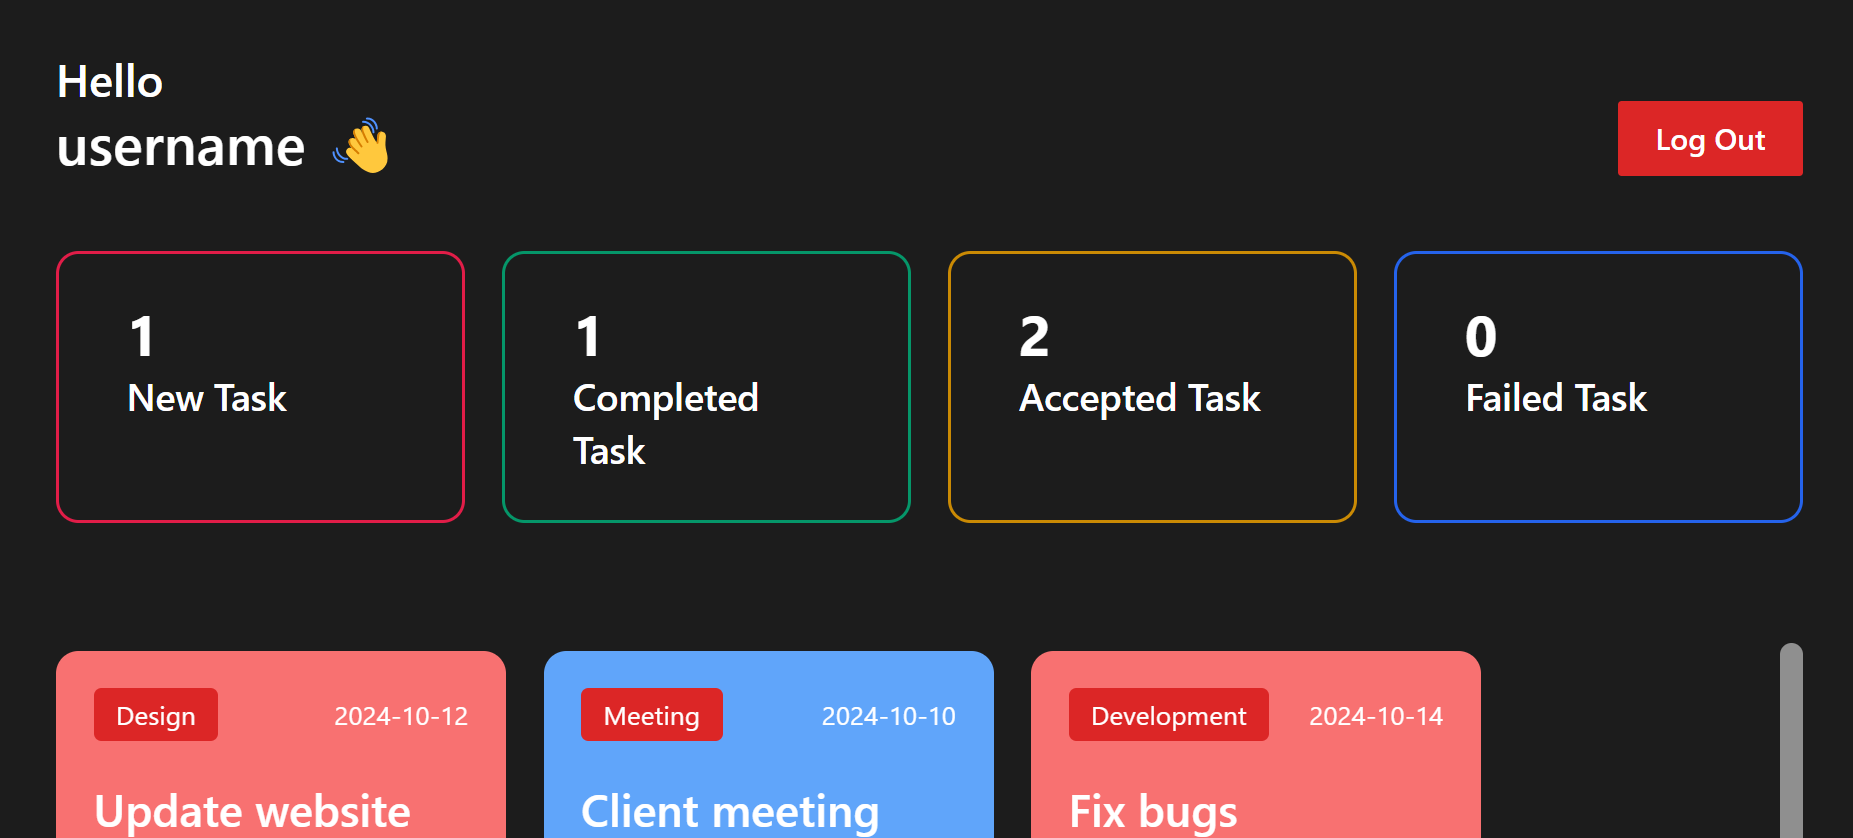 Hello
username 👋
Log Out
1
New Task
1
Completed
Task
2
Accepted Task
0
Failed Task
Design 2024-10-12
Update website
Meeting 2024-10-10
Client meeting
Development 2024-10-14
Fix bugs